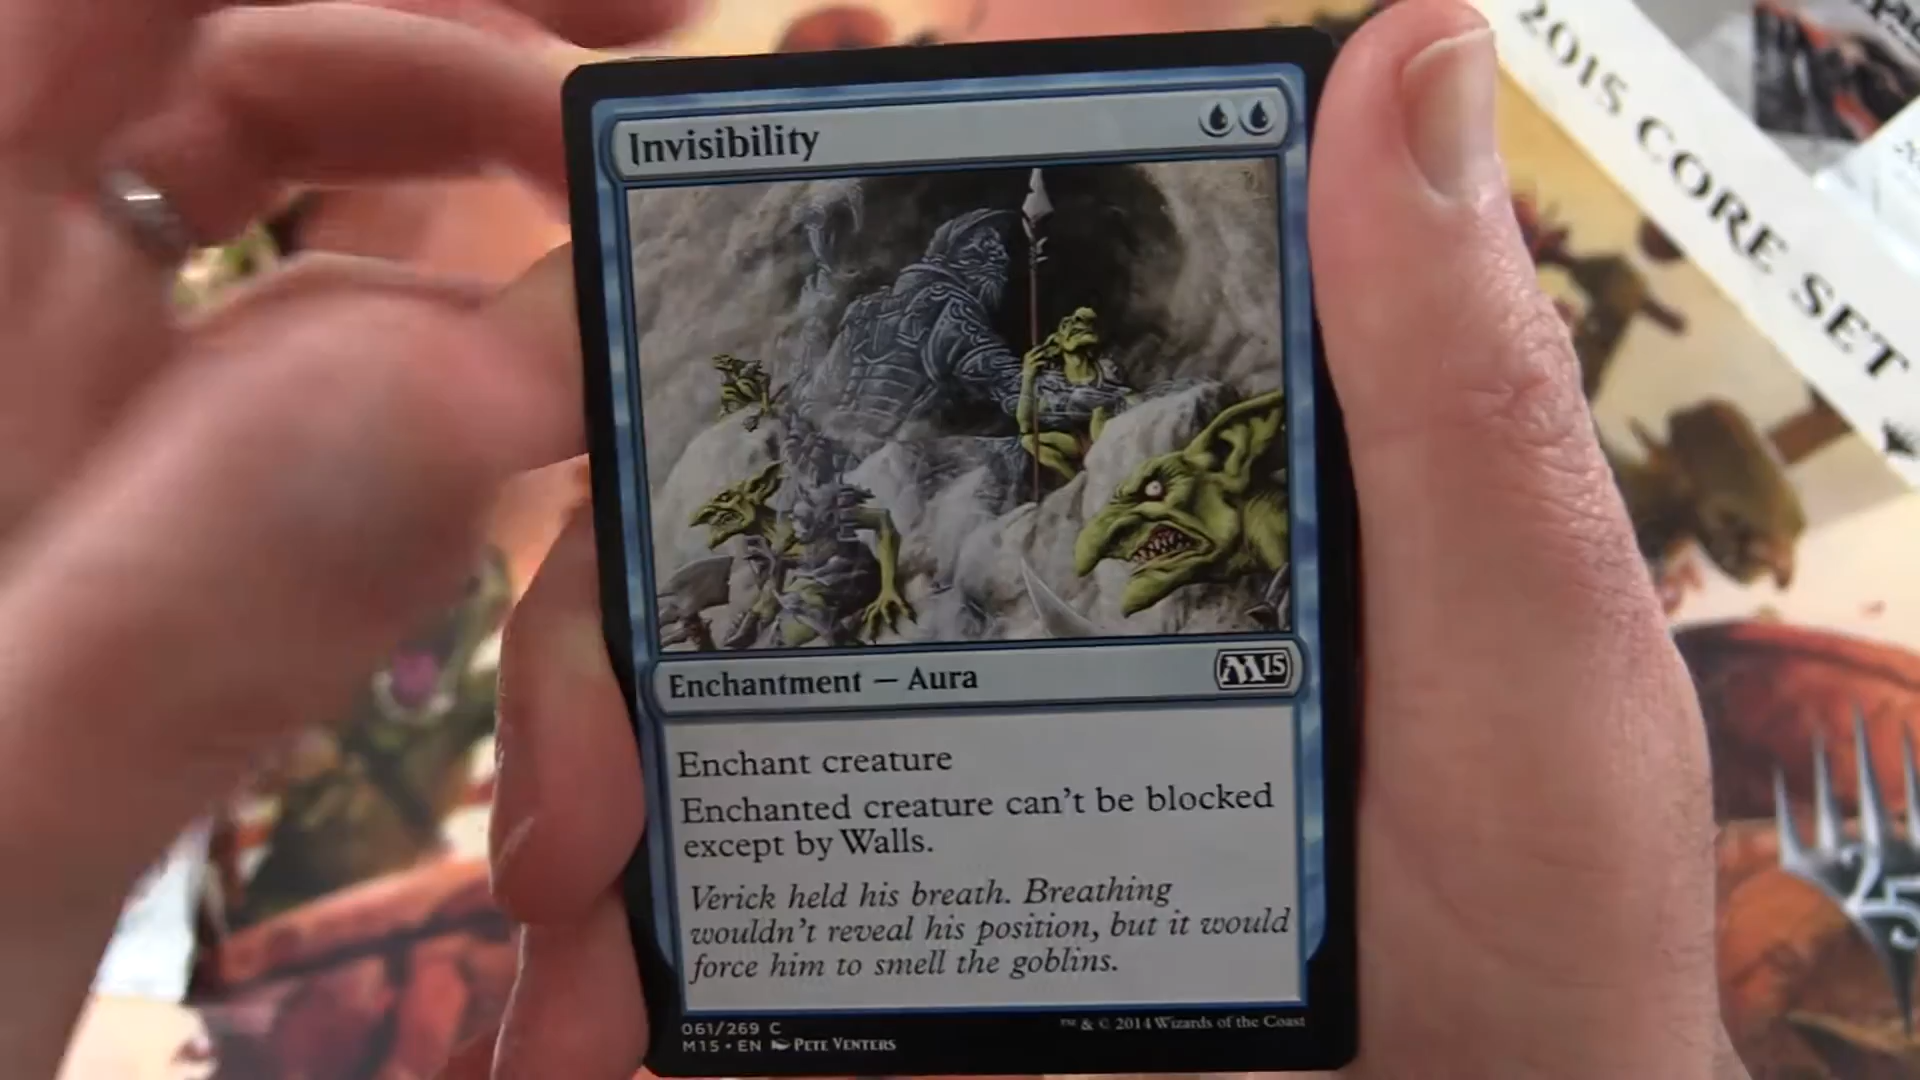 Invisibility
Enchantment — Aura
M15
Enchant creature
Enchanted creature can't be blocked
except by Walls.
Verick held his breath. Breathing
wouldn't reveal his position, but it would
force him to smell the goblins.
061/269 C
M15 • EN PETE VENTERS
™ & © 2014 Wizards of the Coast
2015 CORE SET
25